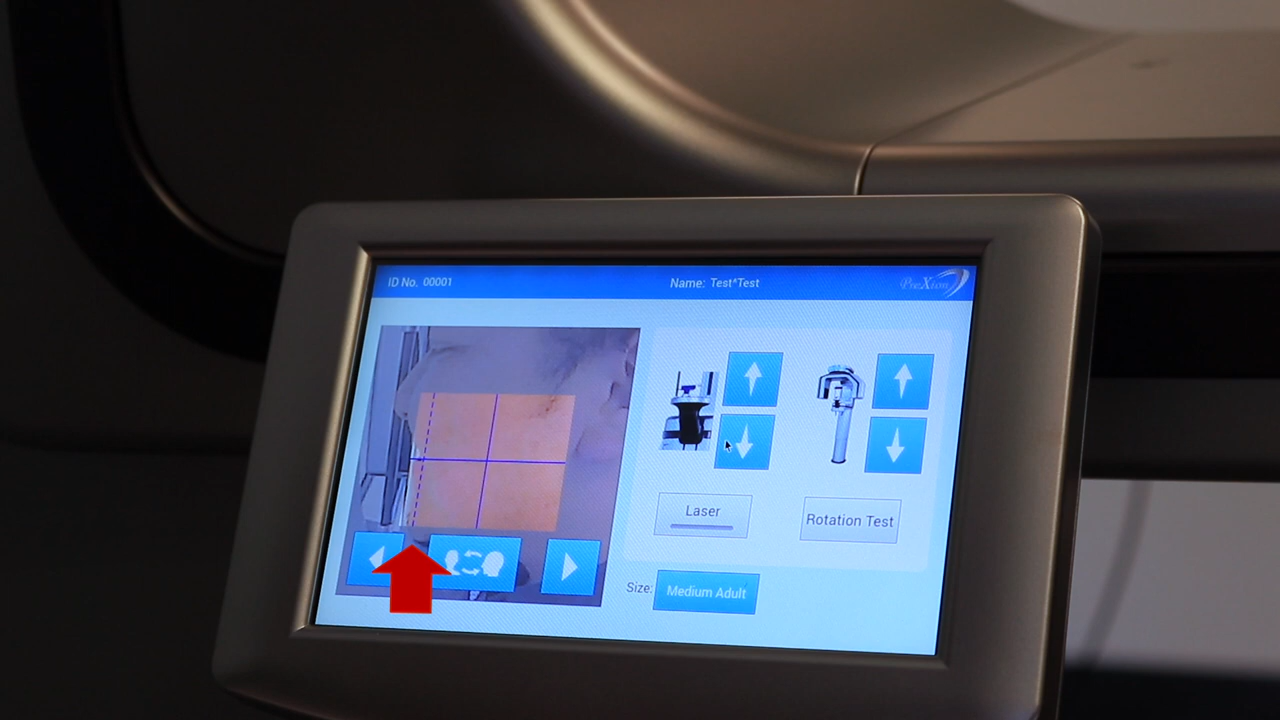 ID No. 00001
Name: Test^Test
PreXion
Laser
Rotation Test
Size:
Medium Adult